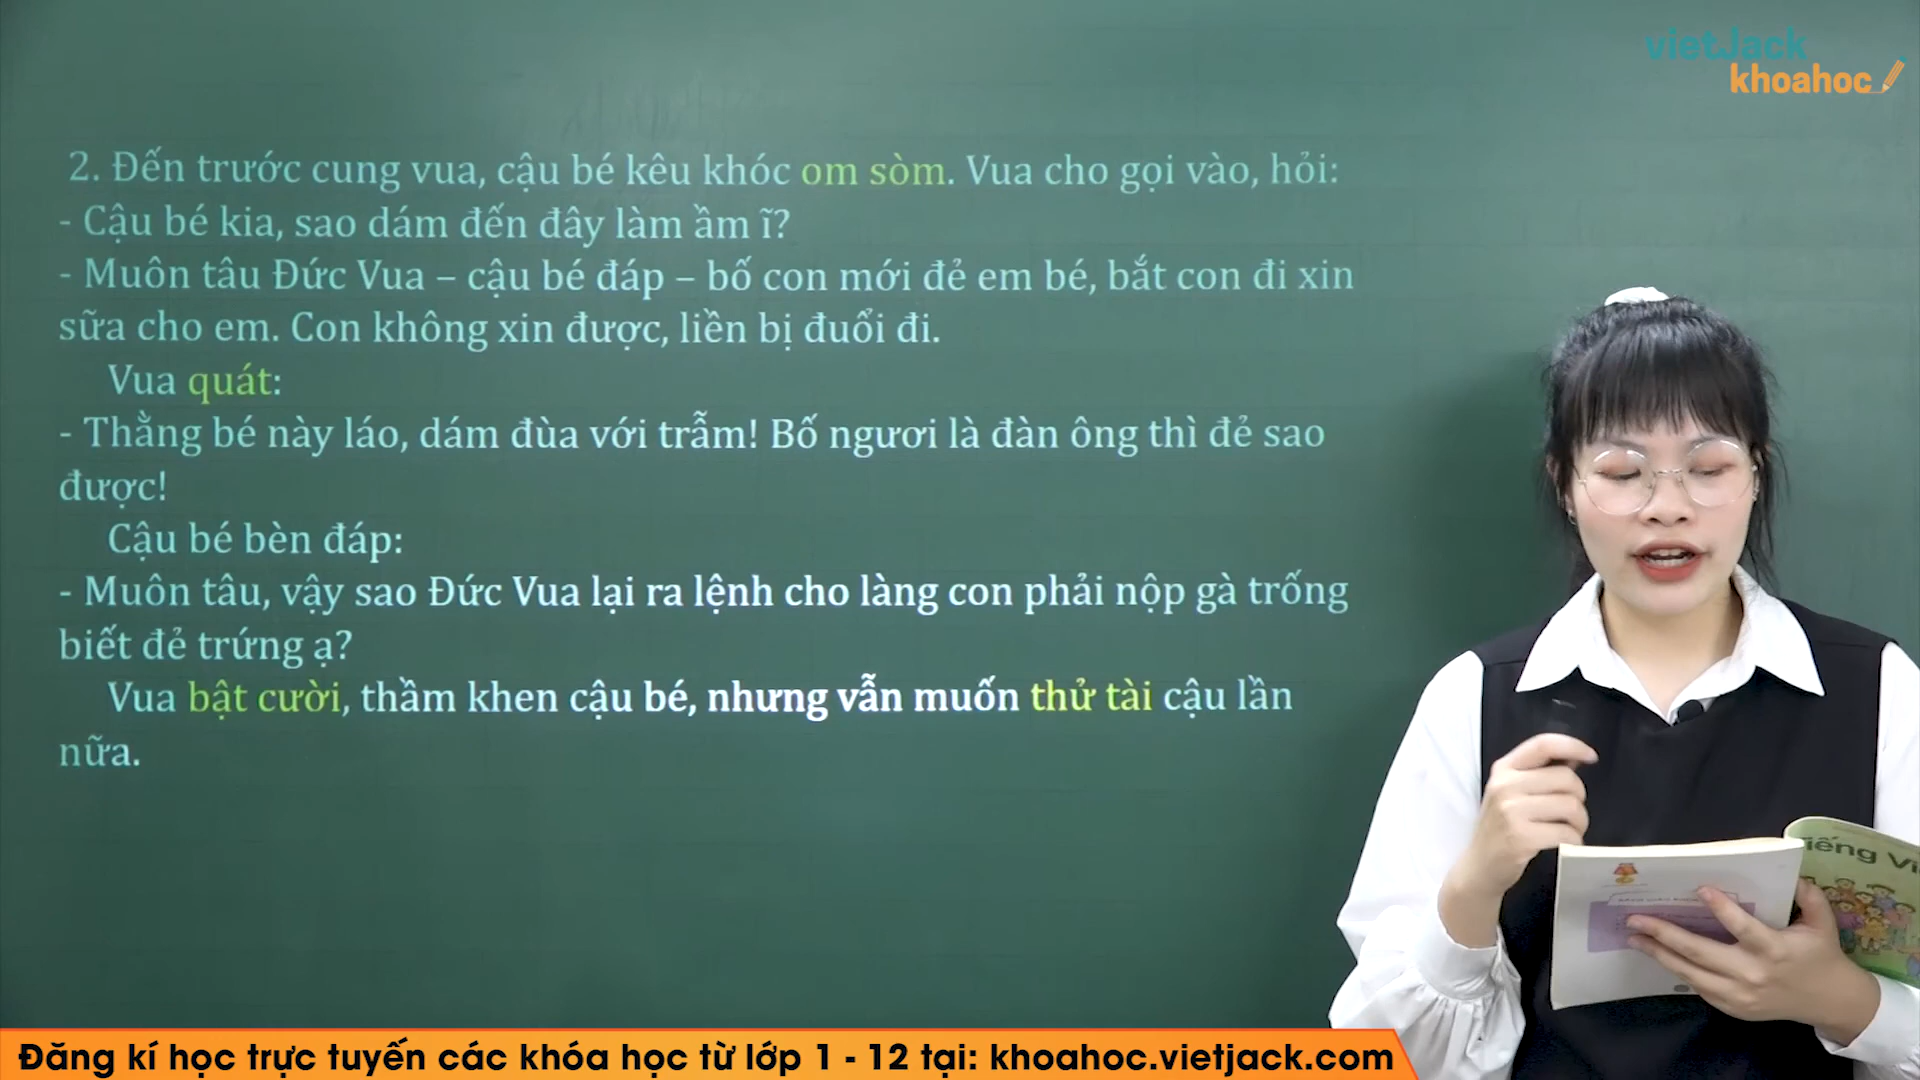 vietJack
khoahoc
2. Đến trước cung vua, cậu bé kêu khóc om sòm. Vua cho gọi vào, hỏi:
- Cậu bé kia, sao dám đến đây làm ầm ĩ?
- Muôn tâu Đức Vua – cậu bé đáp – bố con mới đẻ em bé, bắt con đi xin
sữa cho em. Con không xin được, liền bị đuổi đi.
Vua quát:
- Thằng bé này láo, dám đùa với trẫm! Bố ngươi là đàn ông thì đẻ sao
được!
Cậu bé bèn đáp:
- Muôn tâu, vậy sao Đức Vua lại ra lệnh cho làng con phải nộp gà trống
biết đẻ trứng ạ?
Vua bật cười, thầm khen cậu bé, nhưng vẫn muốn thử tài cậu lần
nữa.
iếng Vi
Đăng kí học trực tuyến các khóa học từ lớp 1 - 12 tại: khoahoc.vietjack.com